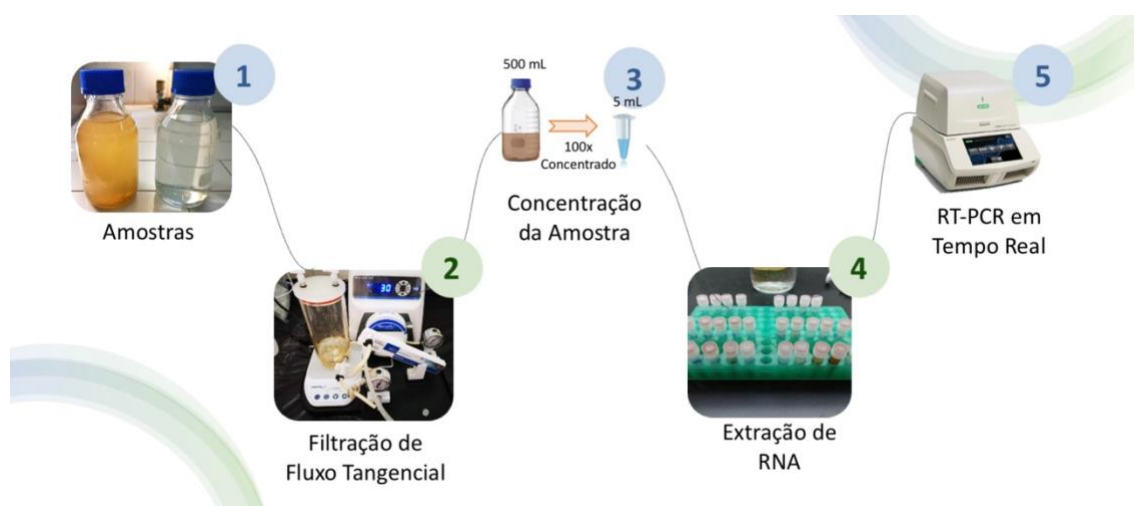 1
Amostras
2
Filtração de
Fluxo Tangencial
3
500 mL
5 mL
100x
Concentrado
Concentração
da Amostra
4
Extração de
RNA
5
RT-PCR em
Tempo Real
30